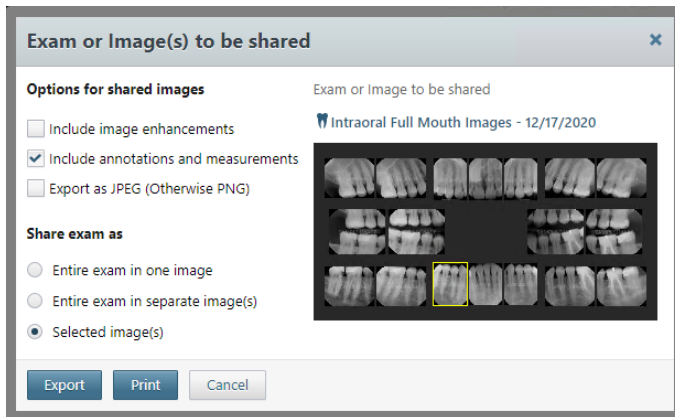 Exam or Image(s) to be shared
Options for shared images
Include image enhancements
Include annotations and measurements
Export as JPEG (Otherwise PNG)
Share exam as
Entire exam in one image
Entire exam in separate image(s)
Selected image(s)
Exam or Image to be shared
Intraoral Full Mouth Images - 12/17/2020
Export
Print
Cancel